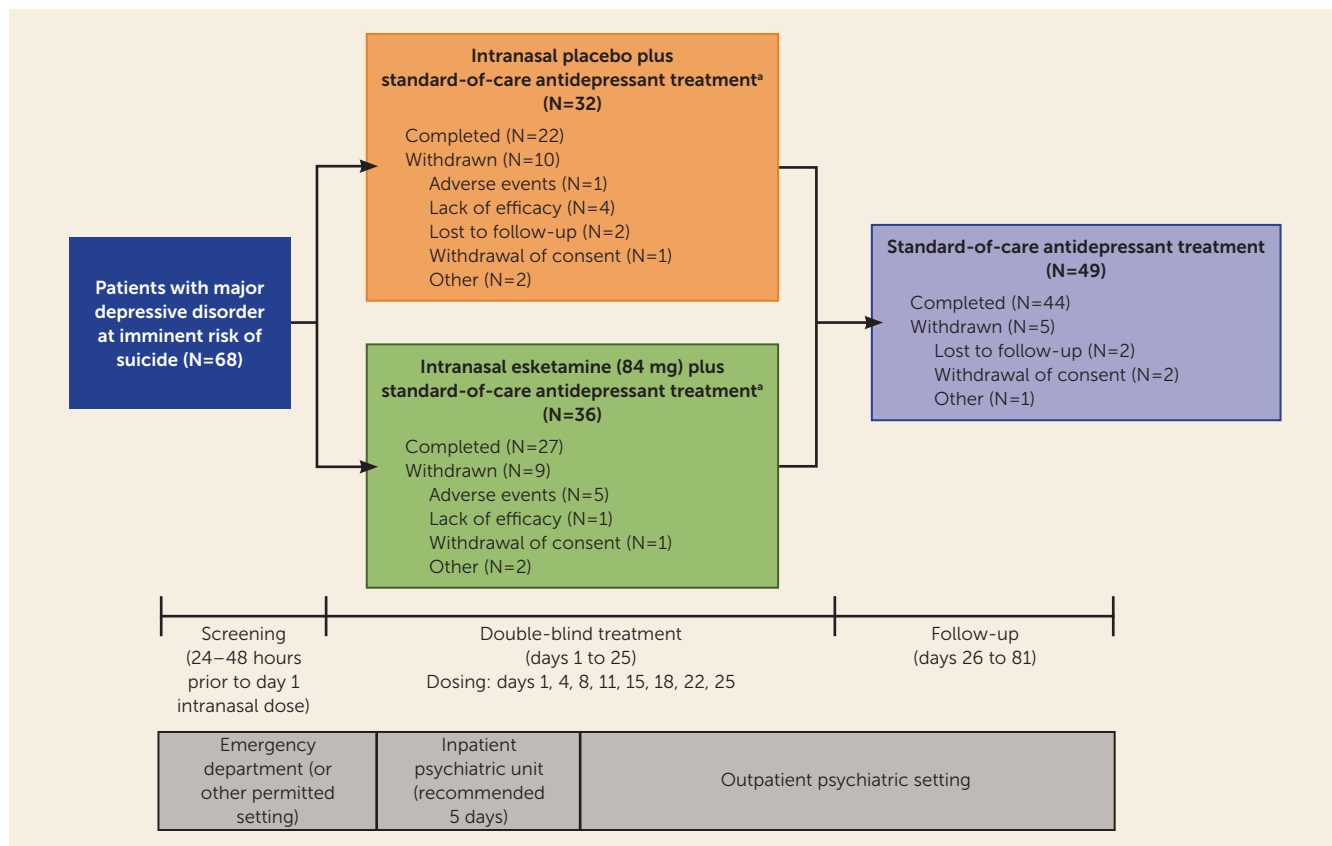 Patients with major
depressive disorder
at imminent risk of
suicide (N=68)
Intranasal placebo plus
standard-of-care antidepressant treatmentᵃ
(N=32)
Completed (N=22)
Withdrawn (N=10)
Adverse events (N=1)
Lack of efficacy (N=4)
Lost to follow-up (N=2)
Withdrawal of consent (N=1)
Other (N=2)
Intranasal esketamine (84 mg) plus
standard-of-care antidepressant treatmentᵃ
(N=36)
Completed (N=27)
Withdrawn (N=9)
Adverse events (N=5)
Lack of efficacy (N=1)
Withdrawal of consent (N=1)
Other (N=2)
Standard-of-care antidepressant treatment
(N=49)
Completed (N=44)
Withdrawn (N=5)
Lost to follow-up (N=2)
Withdrawal of consent (N=2)
Other (N=1)
Screening
(24–48 hours
prior to day 1
intranasal dose)
Double-blind treatment
(days 1 to 25)
Dosing: days 1, 4, 8, 11, 15, 18, 22, 25
Follow-up
(days 26 to 81)
Emergency
department (or
other permitted
setting)
Inpatient
psychiatric unit
(recommended
5 days)
Outpatient psychiatric setting